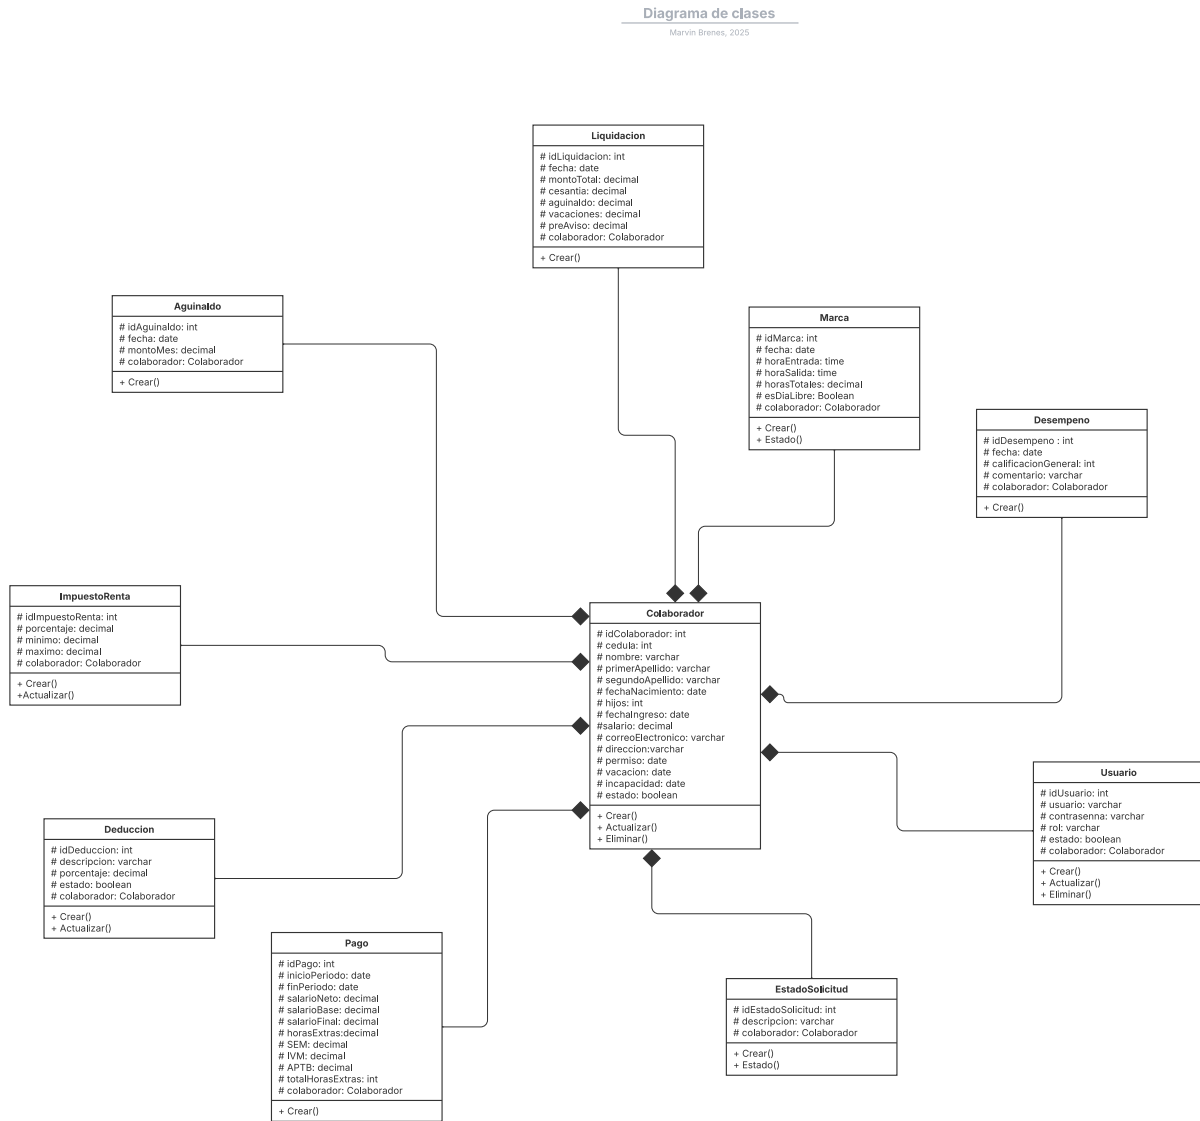 Diagrama de clases
Marvin Brenes, 2025
Liquidacion
# idLiquidacion: int
# fecha: date
# montoTotal: decimal
# cesantia: decimal
# aguinaldo: decimal
# vacaciones: decimal
# preAviso: decimal
# colaborador: Colaborador
+ Crear()
Aguinaldo
# idAguinaldo: int
# fecha: date
# montoMes: decimal
# colaborador: Colaborador
+ Crear()
Marca
# idMarca: int
# fecha: date
# horaEntrada: time
# horaSalida: time
# horasTotales: decimal
# esDiaLibre: Boolean
# colaborador: Colaborador
+ Crear()
+ Estado()
Desempeno
# idDesempeno : int
# fecha: date
# calificacionGeneral: int
# comentario: varchar
# colaborador: Colaborador
+ Crear()
ImpuestoRenta
# idImpuestoRenta: int
# porcentaje: decimal
# minimo: decimal
# maximo: decimal
# colaborador: Colaborador
+ Crear()
+Actualizar()
Colaborador
# idColaborador: int
# cedula: int
# nombre: varchar
# primerApellido: varchar
# segundoApellido: varchar
# fechaNacimiento: date
# hijos: int
# fechaIngreso: date
#salario: decimal
# correoElectronico: varchar
# direccion:varchar
# permiso: date
# vacacion: date
# incapacidad: date
# estado: boolean
+ Crear()
+ Actualizar()
+ Eliminar()
Usuario
# idUsuario: int
# usuario: varchar
# contrasenna: varchar
# rol: varchar
# estado: boolean
# colaborador: Colaborador
+ Crear()
+ Actualizar()
+ Eliminar()
Deduccion
# idDeduccion: int
# descripcion: varchar
# porcentaje: decimal
# estado: boolean
# colaborador: Colaborador
+ Crear()
+ Actualizar()
Pago
# idPago: int
# inicioPeriodo: date
# finPeriodo: date
# salarioNeto: decimal
# salarioBase: decimal
# salarioFinal: decimal
# horasExtras:decimal
# SEM: decimal
# IVM: decimal
# APTB: decimal
# totalHorasExtras: int
# colaborador: Colaborador
+ Crear()
EstadoSolicitud
# idEstadoSolicitud: int
# descripcion: varchar
# colaborador: Colaborador
+ Crear()
+ Estado()